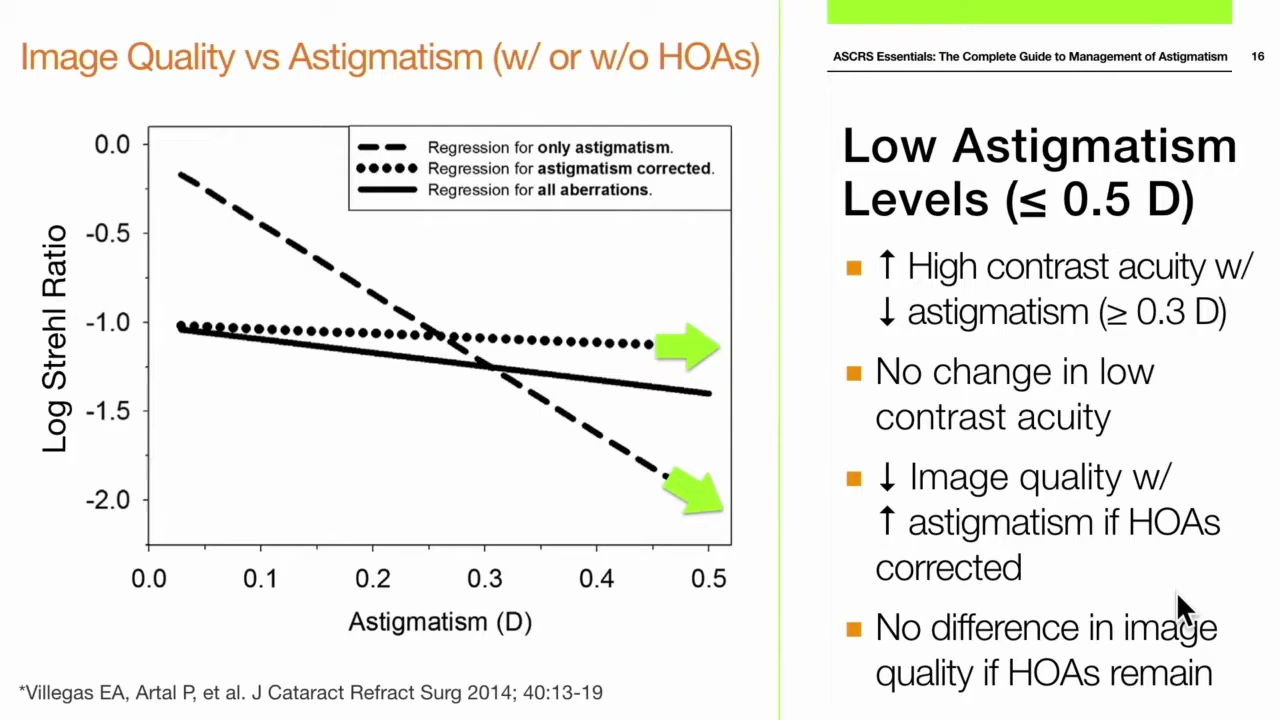 Image Quality vs Astigmatism (w/ or w/o HOAs)
0.0
-0.5
-1.0
-1.5
-2.0
Log Strehl Ratio
Regression for only astigmatism.
Regression for astigmatism corrected.
Regression for all aberrations.
0.0 0.1 0.2 0.3 0.4 0.5
Astigmatism (D)
*Villegas EA, Artal P, et al. J Cataract Refract Surg 2014; 40:13-19
ASCRS Essentials: The Complete Guide to Management of Astigmatism 16
Low Astigmatism
Levels (≤ 0.5 D)
■ ↑ High contrast acuity w/
↓ astigmatism (≥ 0.3 D)
■ No change in low
contrast acuity
■ ↓ Image quality w/
↑ astigmatism if HOAs
corrected
■ No difference in image
quality if HOAs remain